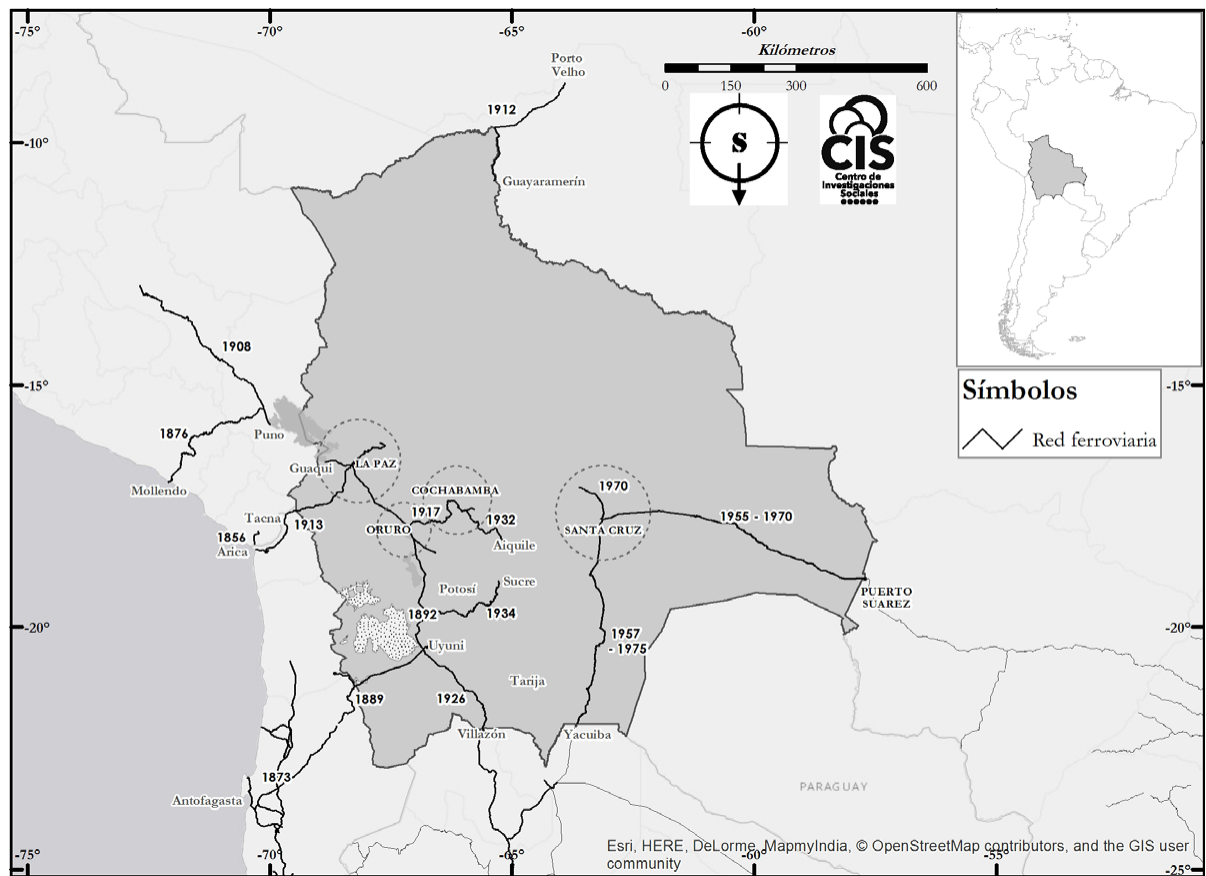 -75°
-70°
-65°
-60°
Kilómetros
0
150
300
600
Porto
Velho
1912
S
CIS
Centro de
Investigaciones
Sociales
-10°
Guayaramerín
1908
-15°
-15°
Símbolos
Red ferroviaria
1876
Puno
Guaqui
LA PAZ
Mollendo
COCHABAMBA
1970
Tacna
1913
ORURO
1917
1932
SANTA CRUZ
1955 - 1970
1856
Arica
Aiquile
Potosí
Sucre
PUERTO
SUAREZ
1892
1934
-20°
-20°
Uyuni
1957
- 1975
Tarija
1889
1926
Villazón
Yacuiba
1873
Antofagasta
PARAGUAY
Esri, HERE, DeLorme, MapmyIndia, © OpenStreetMap contributors, and the GIS user
community
-75°
-70°
-65°
-60°
-55°
-25°